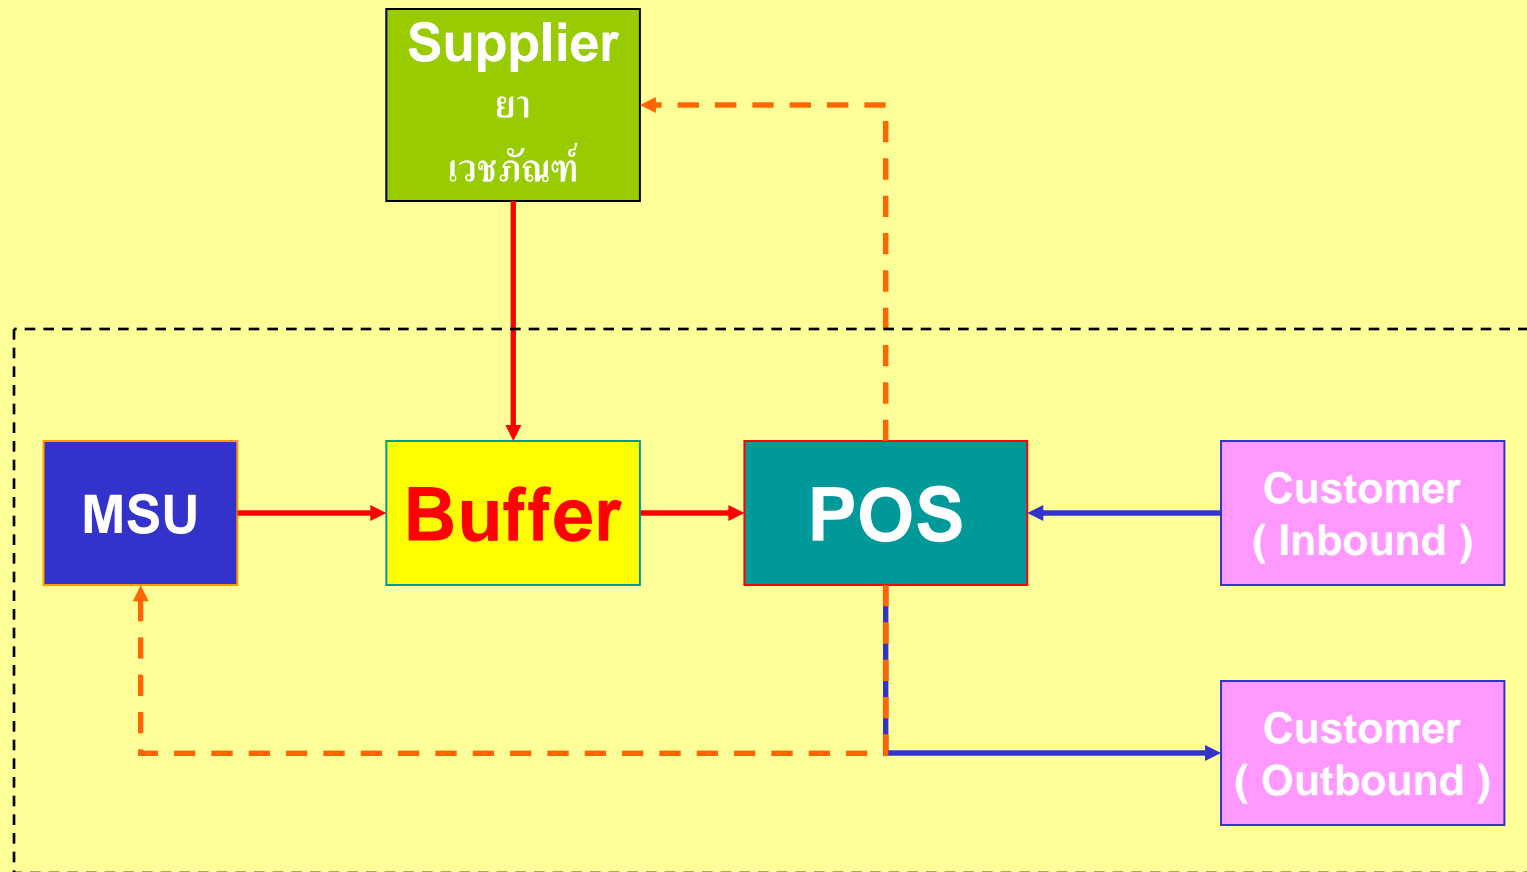 Supplier
ยา
เวชภัณฑ์
MSU
Buffer
POS
Customer
( Inbound )
Customer
( Outbound )